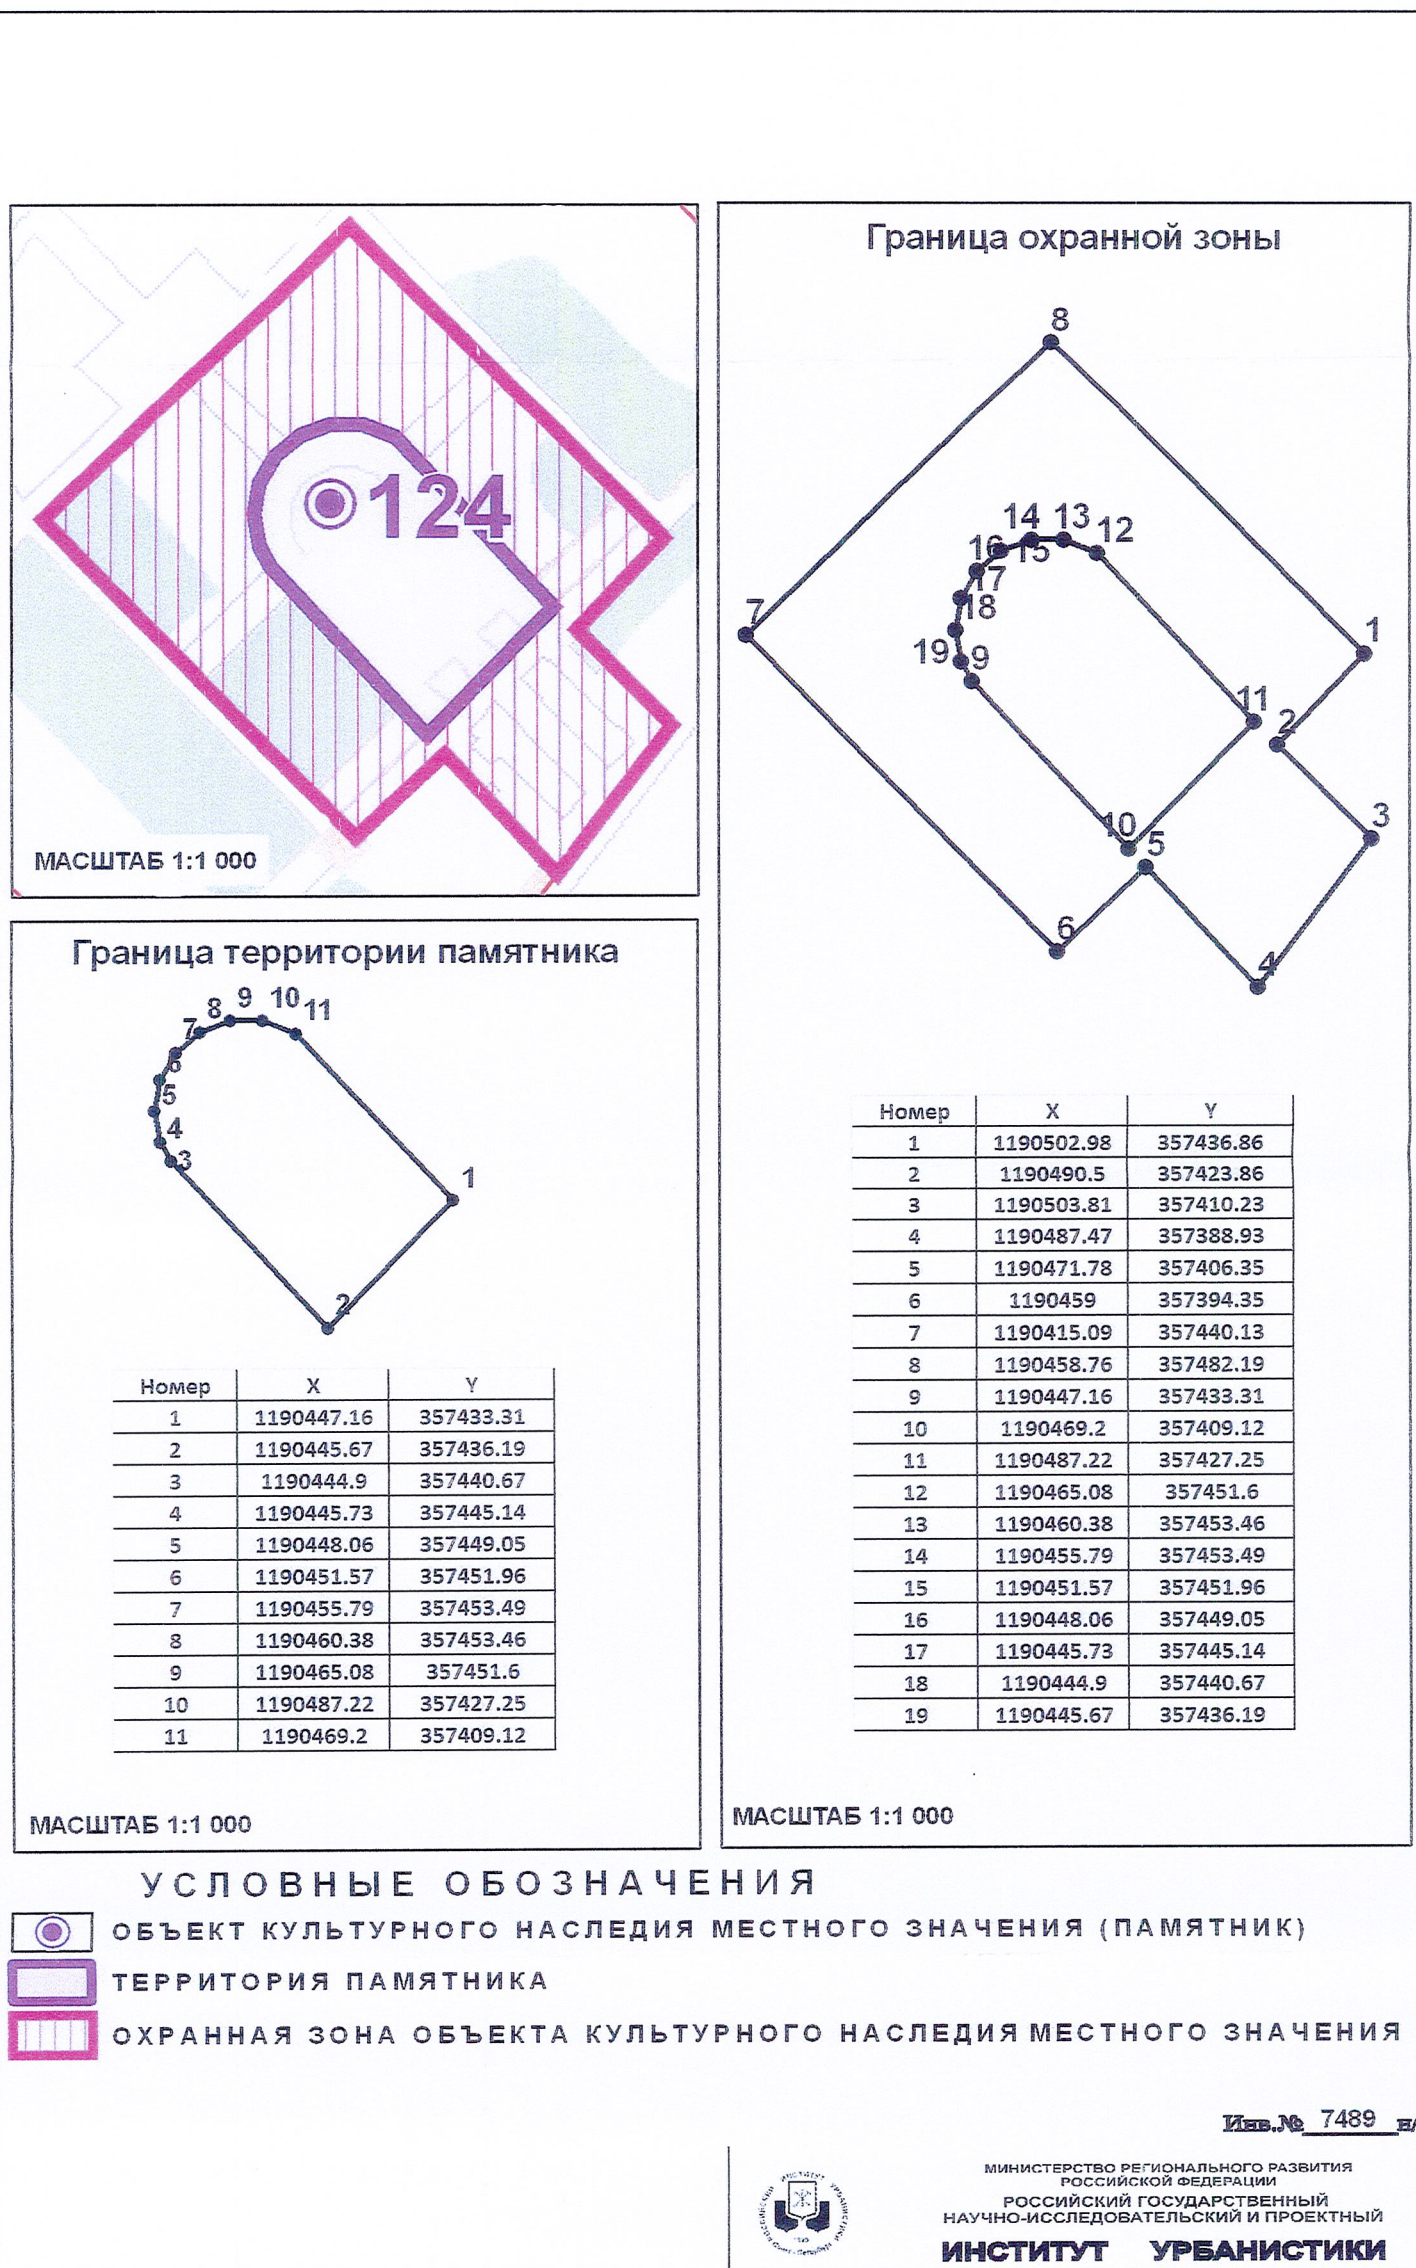 124
МАСШТАБ 1:1 000
Граница охранной зоны
8
14 13 12
16 15
17
18
7
19 9
1
11
2
3
10 5
6
4
МАСШТАБ 1:1 000
Граница территории памятника
8 9 10 11
7
6
5
4
3
1
2
Номер X Y
1 1190447.16 357433.31
2 1190445.67 357436.19
3 1190444.9 357440.67
4 1190445.73 357445.14
5 1190448.06 357449.05
6 1190451.57 357451.96
7 1190455.79 357453.49
8 1190460.38 357453.46
9 1190465.08 357451.6
10 1190487.22 357427.25
11 1190469.2 357409.12
МАСШТАБ 1:1 000
Номер X Y
1 1190502.98 357436.86
2 1190490.5 357423.86
3 1190503.81 357410.23
4 1190487.47 357388.93
5 1190471.78 357406.35
6 1190459 357394.35
7 1190415.09 357440.13
8 1190458.76 357482.19
9 1190447.16 357433.31
10 1190469.2 357409.12
11 1190487.22 357427.25
12 1190465.08 357451.6
13 1190460.38 357453.46
14 1190455.79 357453.49
15 1190451.57 357451.96
16 1190448.06 357449.05
17 1190445.73 357445.14
18 1190444.9 357440.67
19 1190445.67 357436.19
УСЛОВНЫЕ ОБОЗНАЧЕНИЯ
ОБЪЕКТ КУЛЬТУРНОГО НАСЛЕДИЯ МЕСТНОГО ЗНАЧЕНИЯ (ПАМЯТНИК)
ТЕРРИТОРИЯ ПАМЯТНИКА
ОХРАННАЯ ЗОНА ОБЪЕКТА КУЛЬТУРНОГО НАСЛЕДИЯ МЕСТНОГО ЗНАЧЕНИЯ
Инв.№ 7489
МИНИСТЕРСТВО РЕГИОНАЛЬНОГО РАЗВИТИЯ
РОССИЙСКОЙ ФЕДЕРАЦИИ
РОССИЙСКИЙ ГОСУДАРСТВЕННЫЙ
НАУЧНО-ИССЛЕДОВАТЕЛЬСКИЙ И ПРОЕКТНЫЙ
ИНСТИТУТ УРБАНИСТИКИ